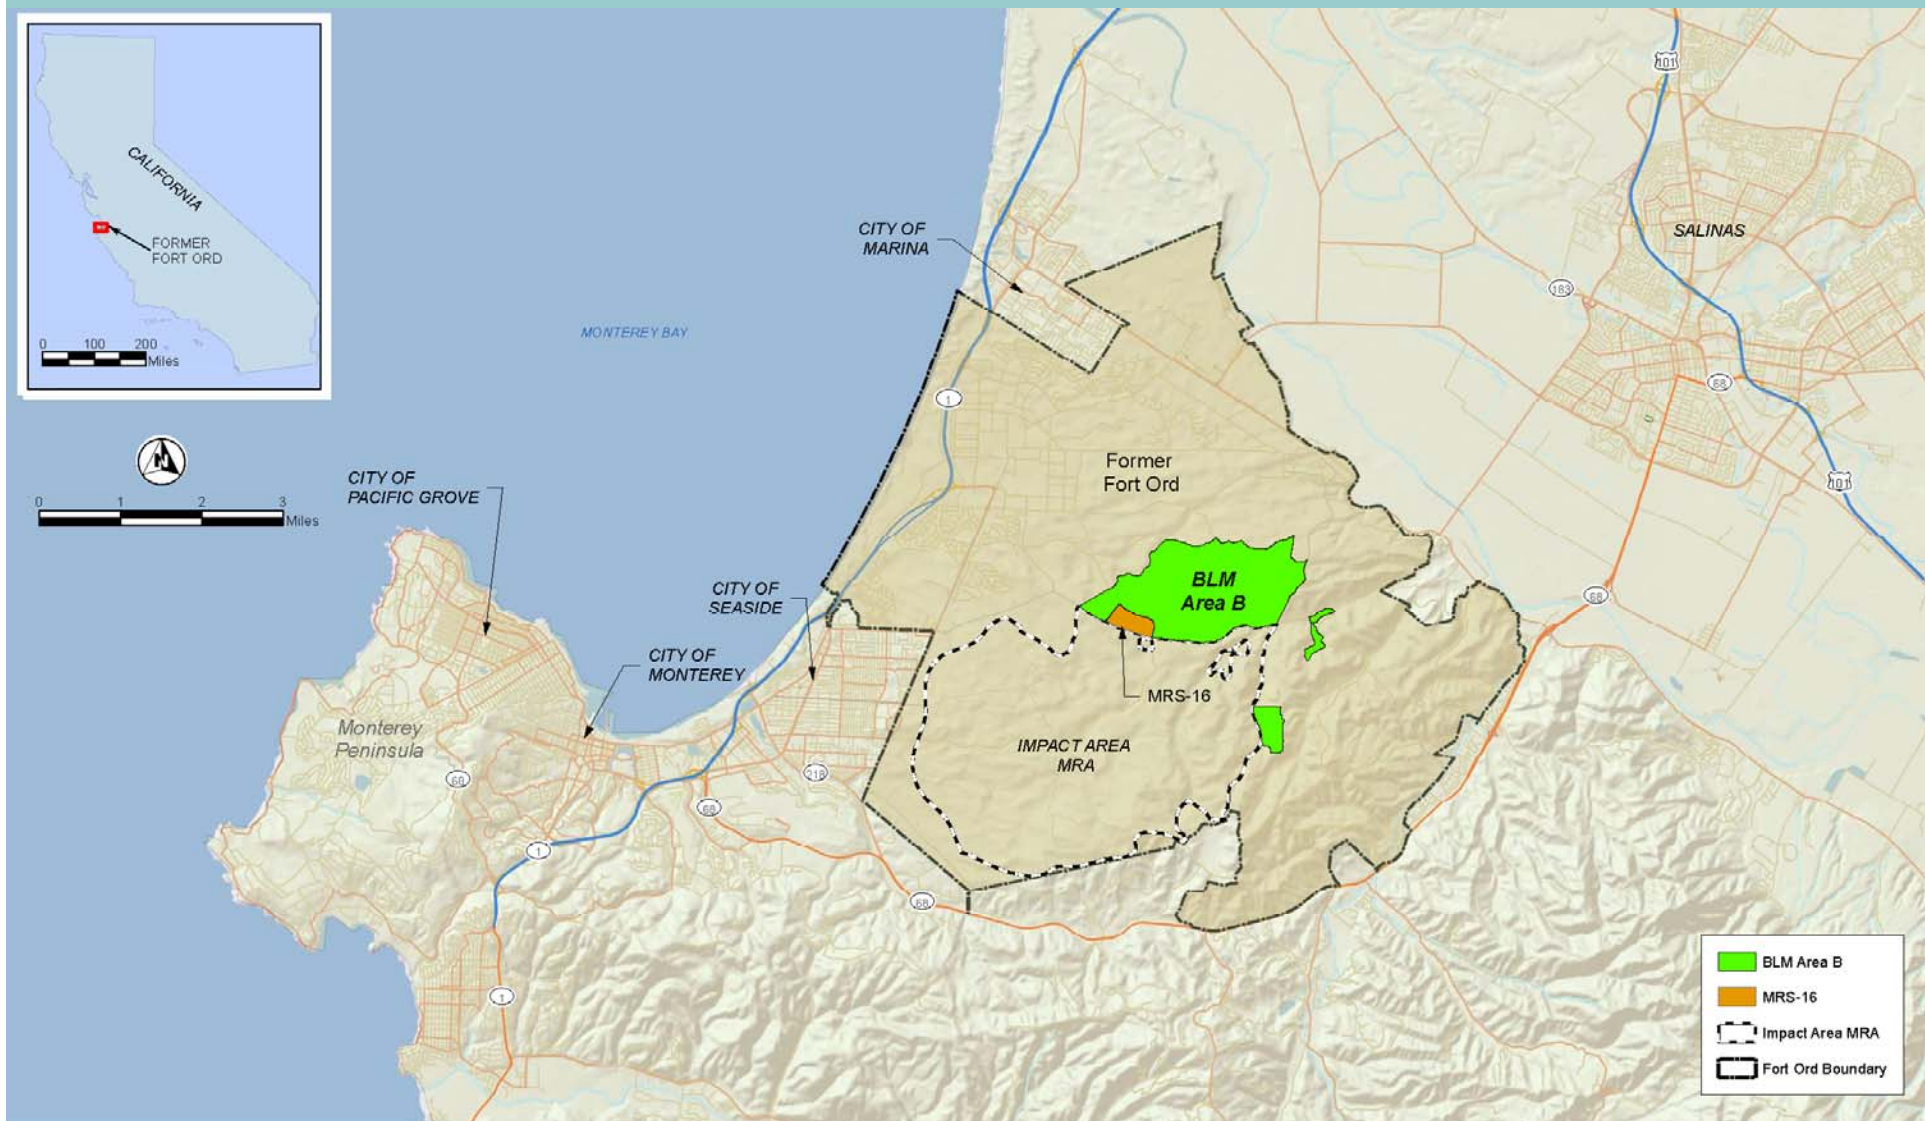 CALIFORNIA
FORMER
FORT ORD
0 100 200
Miles
N
0 1 2 3
Miles
MONTEREY BAY
CITY OF
MARINA
101
SALINAS
183
68
101
1
Former
Fort Ord
CITY OF
PACIFIC GROVE
CITY OF
SEASIDE
BLM
Area B
68
CITY OF
MONTEREY
MRS-16
Monterey
Peninsula
IMPACT AREA
MRA
68
218
68
1
68
1
BLM Area B
MRS-16
Impact Area MRA
Fort Ord Boundary